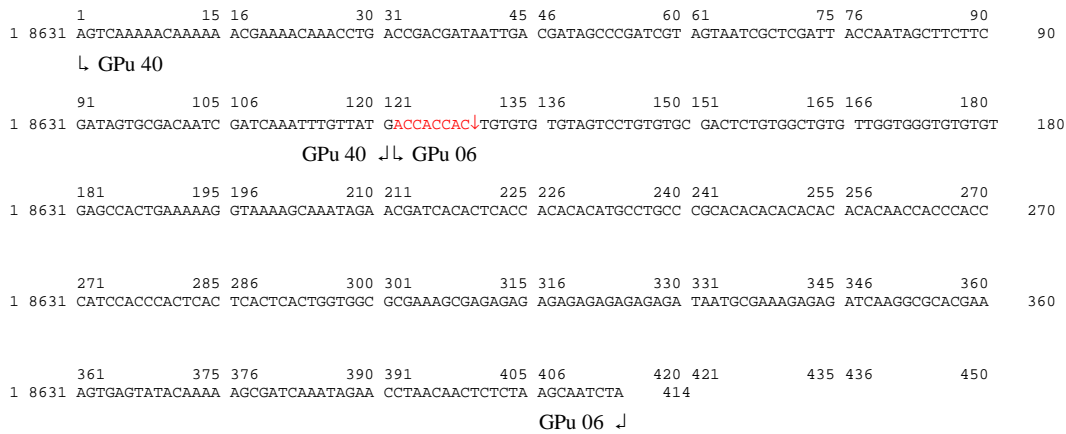 1 15 16 30 31 45 46 60 61 75 76 90
1 8631 AGTCAAAAACAAAAA ACGAAAACAAACCTG ACCGACGATAATTGA CGATAGCCCGATCGT AGTAATCGCTCGATT ACCAATAGCTTCTTC 90
↳ GPu 40
91 105 106 120 121 135 136 150 151 165 166 180
1 8631 GATAGTGCGACAATC GATCAAATTTGTTATG GACCACCAC↓TGTGTG TGTAGTCCTGTGTGC GACTCTGTGGCTGTG TTGGTGGGTGTGTGT 180
GPu 40 ↲↳ GPu 06
181 195 196 210 211 225 226 240 241 255 256 270
1 8631 GAGCCACTGAAAAAG GTAAAAGCAAATAGAA ACGATCACACTCACC ACACACATGCCTGCC CGCACACACACACAC ACACAACCACCCACC 270
271 285 286 300 301 315 316 330 331 345 346 360
1 8631 CATCCACCCACTCAC TCACTCACTGGTGGC GCGAAAGCGAGAGAG AGAGAGAGAGAGAGA TAATGCGAAAGAGAG ATCAAGGCGCACGAA 360
361 375 376 390 391 405 406 420 421 435 436 450
1 8631 AGTGAGTATACAAAA AGCGATCAAATAGAA CCTAACAACTCTCTA AGCAATCTA 414
GPu 06 ↲